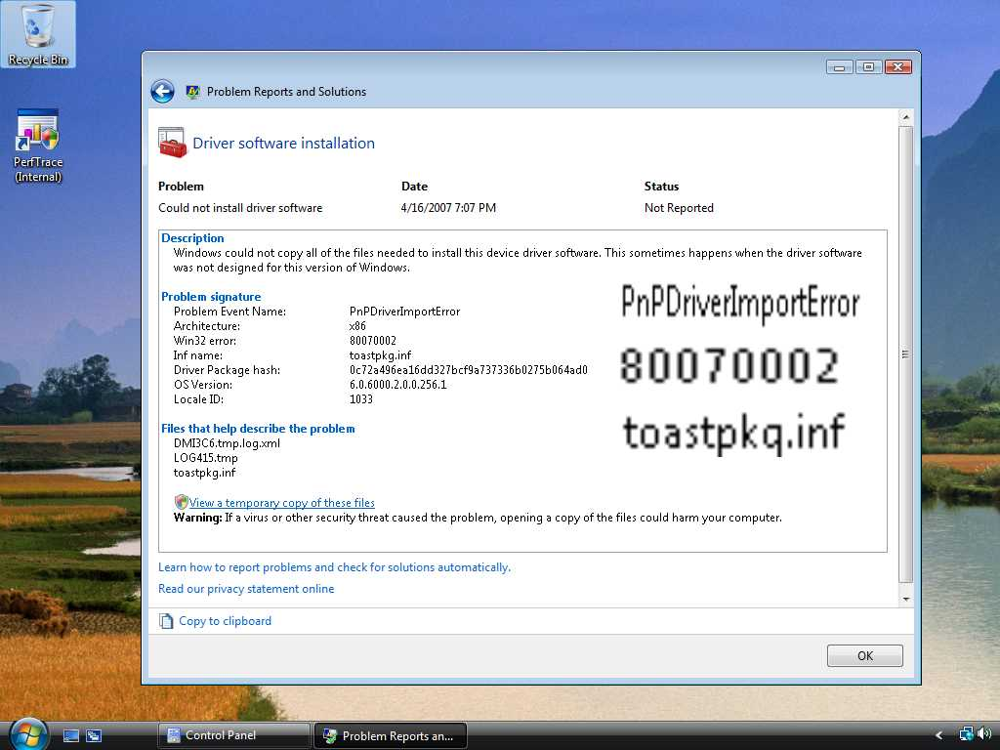 Recycle Bin
PerfTrace
(Internal)
Problem Reports and Solutions
Driver software installation
Problem Date Status
Could not install driver software 4/16/2007 7:07 PM Not Reported
Description
Windows could not copy all of the files needed to install this device driver software. This sometimes happens when the driver software
was not designed for this version of Windows.
Problem signature
Problem Event Name: PnPDriverImportError
Architecture: x86
Win32 error: 80070002
Inf name: toastpkg.inf
Driver Package hash: 0c72a496ea16dd327bcf9a737336b0275b064ad0
OS Version: 6.0.6000.2.0.0.256.1
Locale ID: 1033
PnPDriverImportError
80070002
toastpkg.inf
Files that help describe the problem
DMI3C6.tmp.log.xml
LOG415.tmp
toastpkg.inf
View a temporary copy of these files
Warning: If a virus or other security threat caused the problem, opening a copy of the files could harm your computer.
Learn how to report problems and check for solutions automatically.
Read our privacy statement online
Copy to clipboard
OK
Control Panel
Problem Reports an...